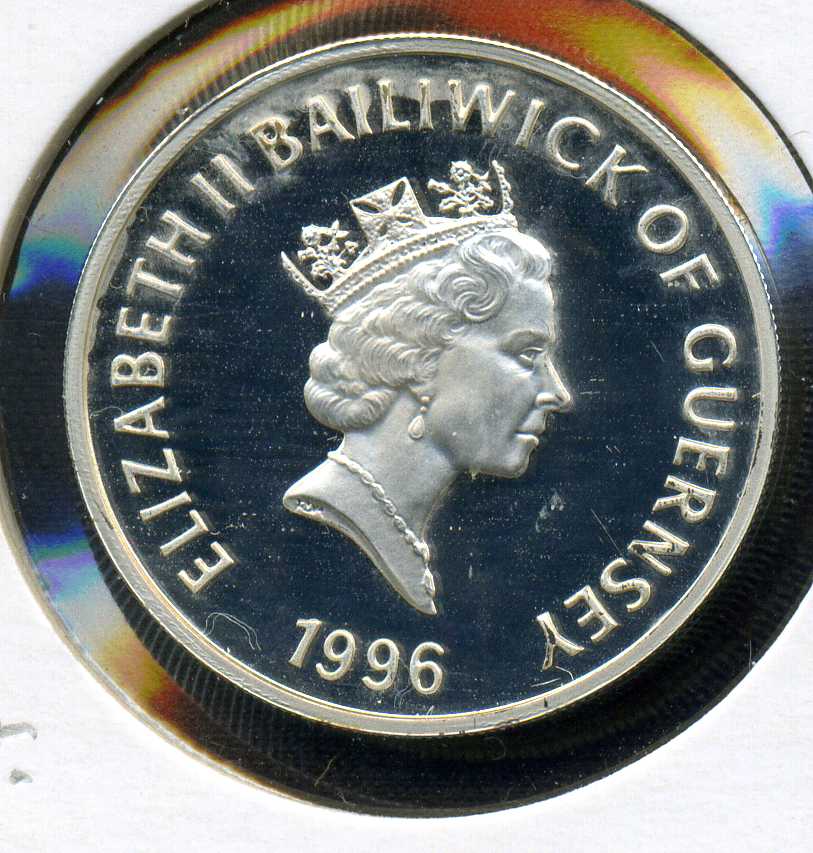 ELIZABETH II BAILIWICK OF GUERNSEY
1996